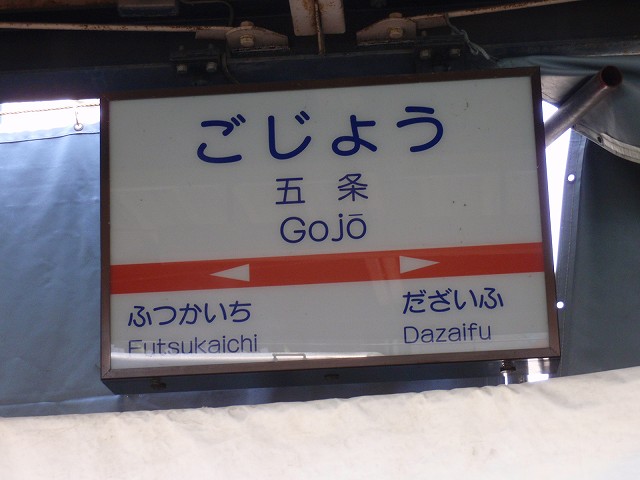 ごじょう
五条
Gojō
ふつかいち
だざいふ
Futsukaichi
Dazaifu